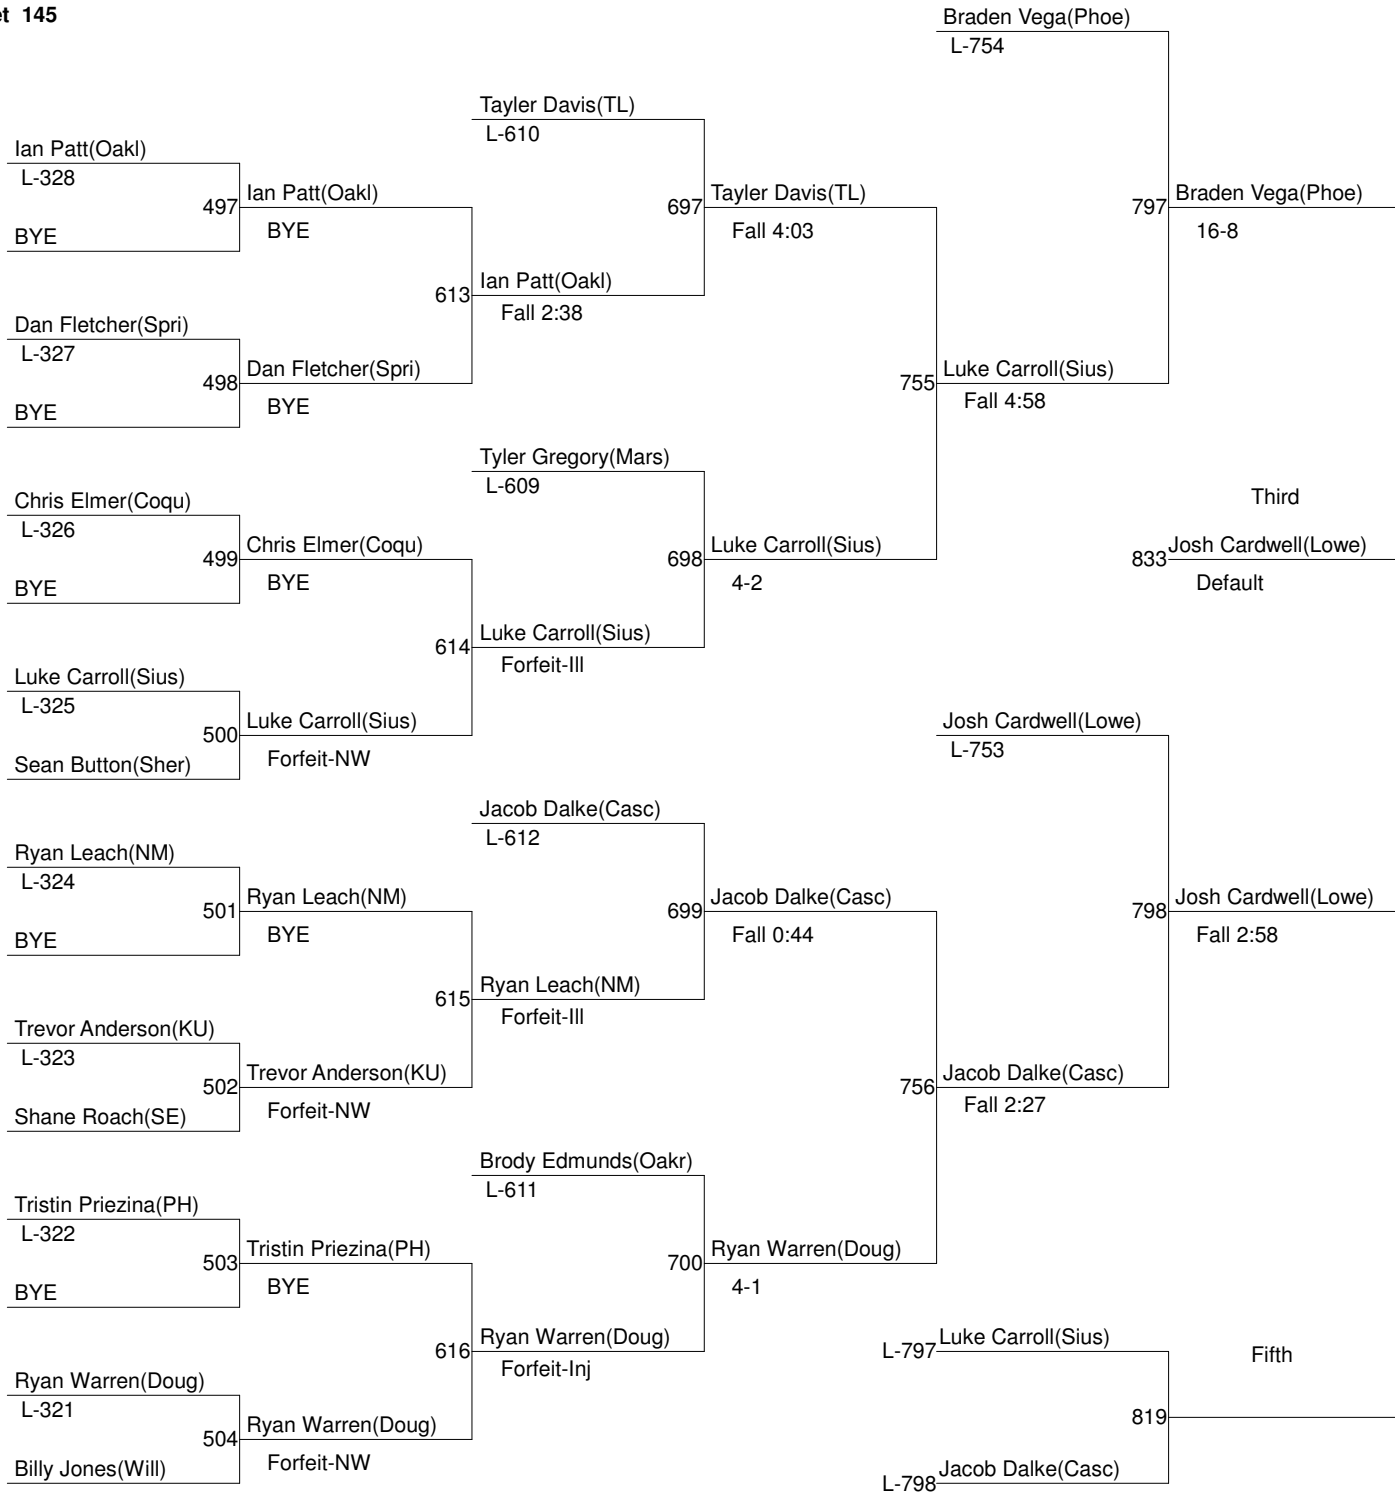 t 145
Braden Vega(Phoe)
L-754
Tayler Davis(TL)
L-610
Ian Patt(Oakl)
L-328
497
Ian Patt(Oakl)
BYE
BYE
697
Tayler Davis(TL)
Fall 4:03
797
Braden Vega(Phoe)
16-8
613
Ian Patt(Oakl)
Fall 2:38
Dan Fletcher(Spri)
L-327
498
Dan Fletcher(Spri)
BYE
BYE
755
Luke Carroll(Sius)
Fall 4:58
Tyler Gregory(Mars)
L-609
Chris Elmer(Coqu)
L-326
499
Chris Elmer(Coqu)
BYE
BYE
698
Luke Carroll(Sius)
4-2
Third
833
Josh Cardwell(Lowe)
Default
614
Luke Carroll(Sius)
Forfeit-Ill
Luke Carroll(Sius)
L-325
500
Luke Carroll(Sius)
Forfeit-NW
Sean Button(Sher)
Josh Cardwell(Lowe)
L-753
Jacob Dalke(Casc)
L-612
Ryan Leach(NM)
L-324
501
Ryan Leach(NM)
BYE
BYE
699
Jacob Dalke(Casc)
Fall 0:44
798
Josh Cardwell(Lowe)
Fall 2:58
615
Ryan Leach(NM)
Forfeit-Ill
Trevor Anderson(KU)
L-323
502
Trevor Anderson(KU)
Forfeit-NW
Shane Roach(SE)
756
Jacob Dalke(Casc)
Fall 2:27
Brody Edmunds(Oakr)
L-611
Tristin Priezina(PH)
L-322
503
Tristin Priezina(PH)
BYE
BYE
700
Ryan Warren(Doug)
4-1
616
Ryan Warren(Doug)
Forfeit-Inj
L-797
Luke Carroll(Sius)
Fifth
Ryan Warren(Doug)
L-321
504
Ryan Warren(Doug)
Forfeit-NW
Billy Jones(Will)
819
L-798
Jacob Dalke(Casc)